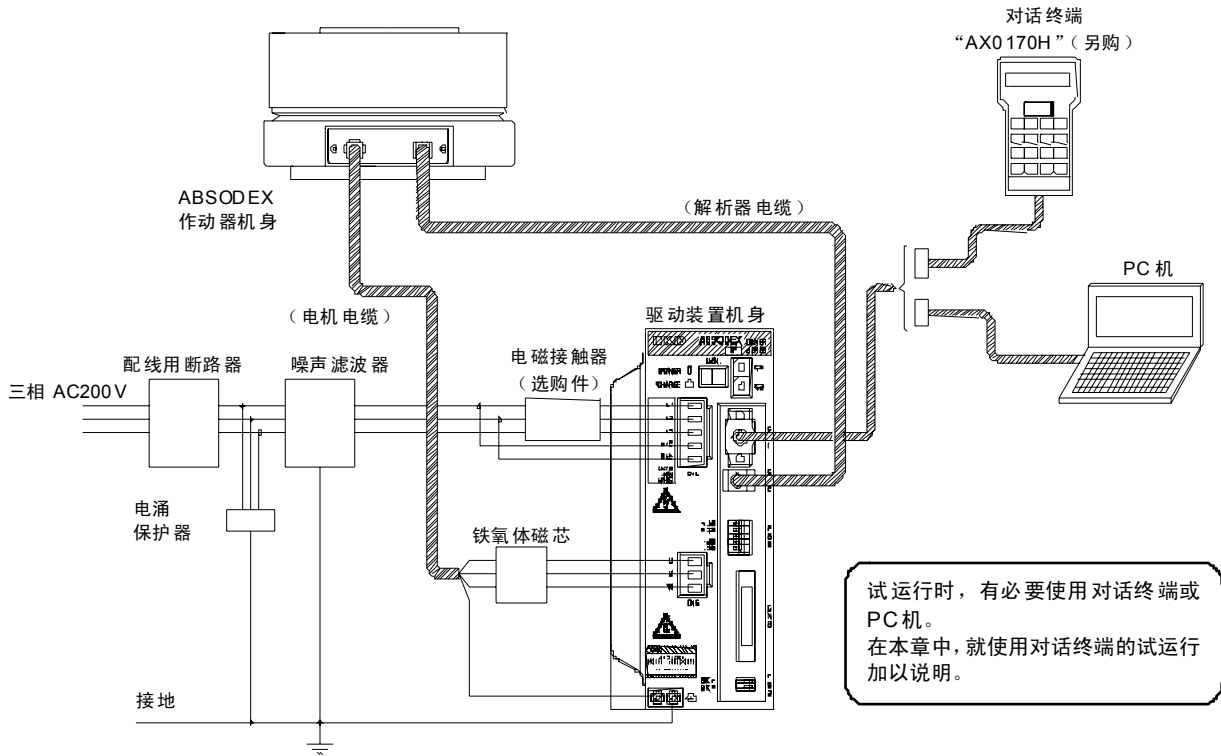 对话终端
“AX0170H”（另购）
ABSODEX
作动器机身
（解析器电缆）
PC 机
（电机电缆）
驱动装置机身
配线用断路器
噪声滤波器
电磁接触器
（选购件）
三相 AC200V
ABSODEX
POWER
CHARGE
电涌
保护器
铁氧体磁芯
接地
试运行时，有必要使用对话终端或
PC机。
在本章中，就使用对话终端的试运行
加以说明。